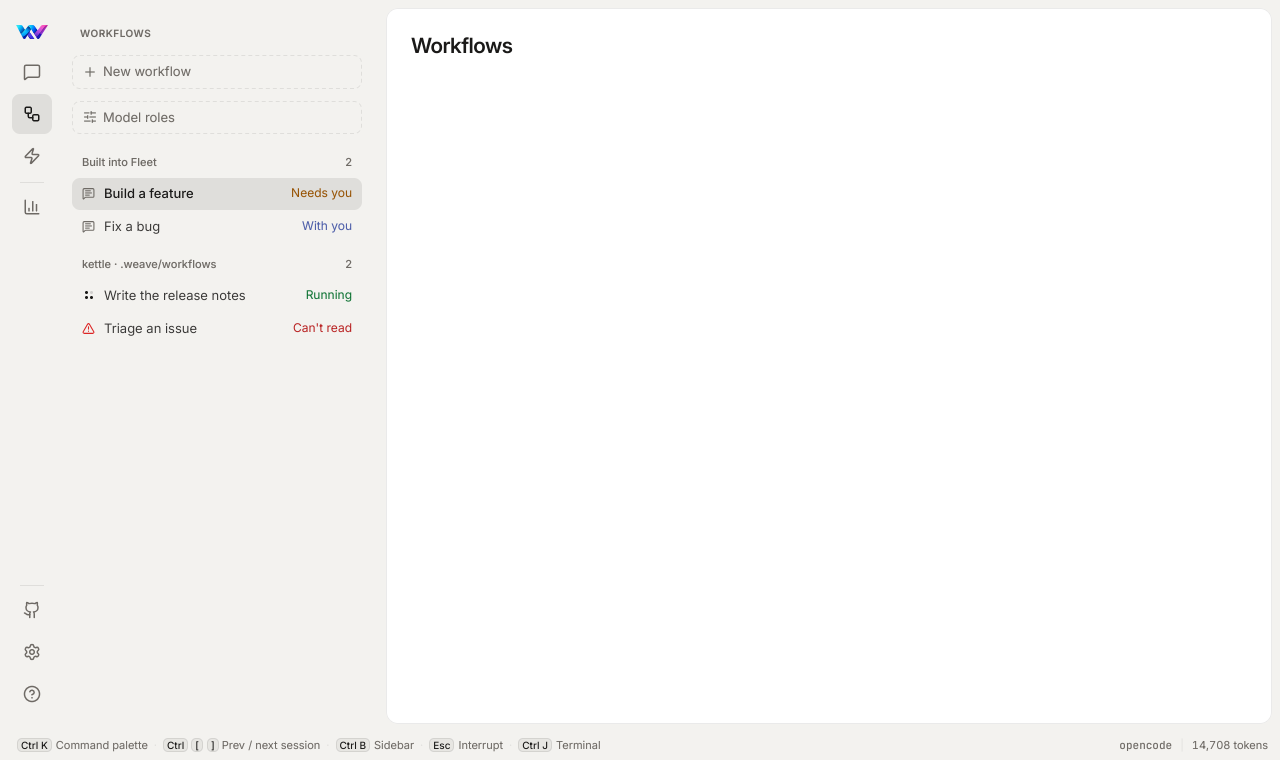 WORKFLOWS
New workflow
Model roles
Built into Fleet 2
Build a feature Needs you
Fix a bug With you
kettle · .weave/workflows 2
Write the release notes Running
Triage an issue Can't read
Workflows
Ctrl K Command palette Ctrl [ ] Prev / next session Ctrl B Sidebar Esc Interrupt Ctrl J Terminal opencode 14,708 tokens